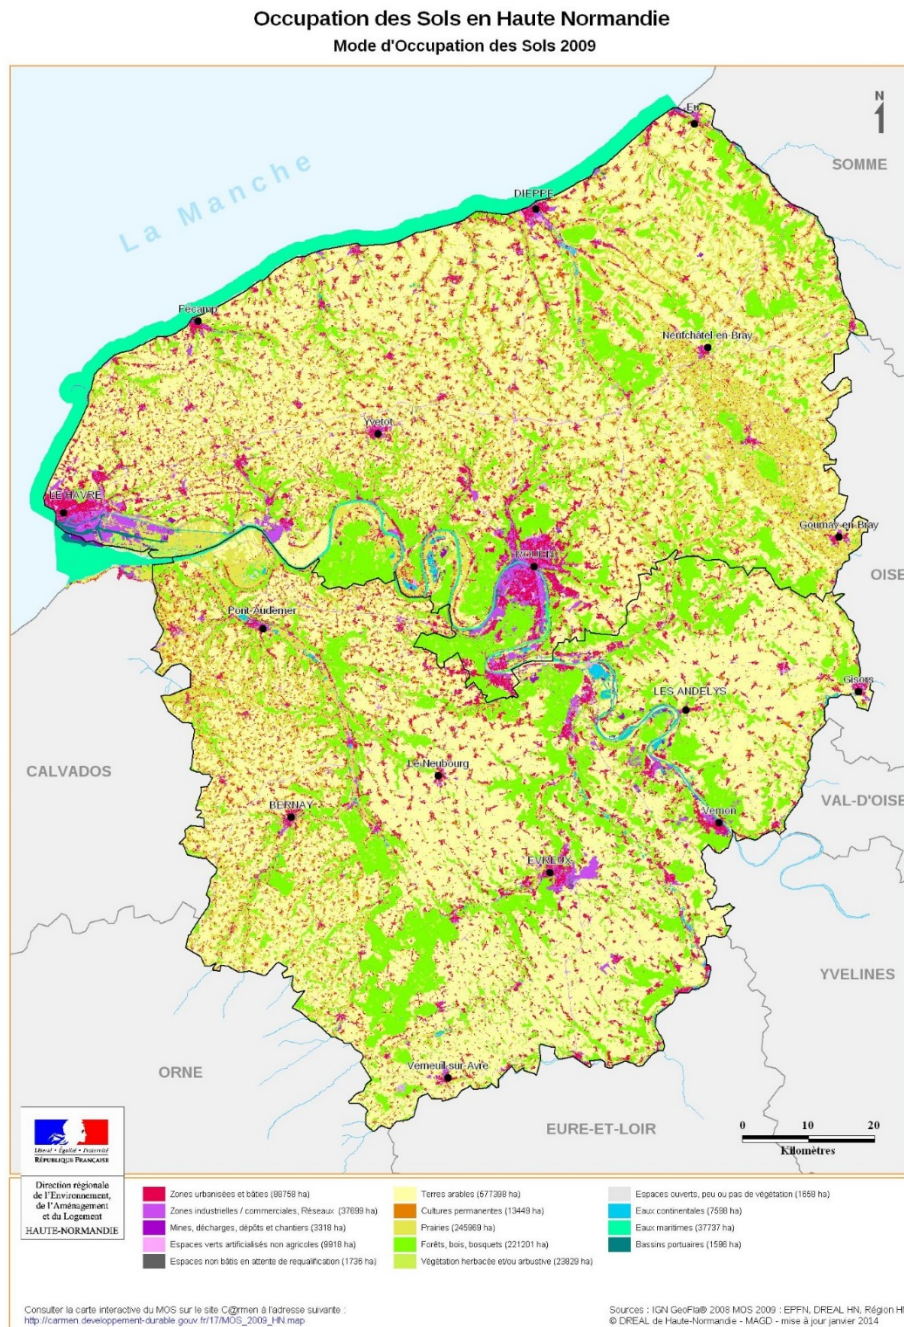 Occupation des Sols en Haute Normandie
Mode d'Occupation des Sols 2009
N
Eu
SOMME
La Manche
DIEPPE
Fécamp
Neufchâtel-en-Bray
Yvetot
LE HAVRE
Gournay-en-Bray
ROUEN
OISE
Pont-Audemer
Gisors
LES ANDELYS
CALVADOS
Le Neubourg
VAL-D'OISE
BERNAY
Vernon
EVREUX
YVELINES
ORNE
Verneuil-sur-Avre
EURE-ET-LOIR
0 10 20
Kilomètres
Liberté • Égalité • Fraternité
RÉPUBLIQUE FRANÇAISE
Direction régionale
de l'Environnement,
de l'Aménagement
et du Logement
HAUTE-NORMANDIE
Zones urbanisées et bâties (88758 ha)
Zones industrielles / commerciales, Réseaux (37699 ha)
Mines, décharges, dépôts et chantiers (3318 ha)
Espaces verts artificialisés non agricoles (9918 ha)
Espaces non bâtis en attente de requalification (1736 ha)
Terres arables (577398 ha)
Cultures permanentes (13449 ha)
Prairies (245969 ha)
Forêts, bois, bosquets (221201 ha)
Végétation herbacée et/ou arbustive (23829 ha)
Espaces ouverts, peu ou pas de végétation (1658 ha)
Eaux continentales (7598 ha)
Eaux maritimes (37737 ha)
Bassins portuaires (1596 ha)
Consulter la carte interactive du MOS sur le site C@rmen à l'adresse suivante :
http://carmen.developpement-durable.gouv.fr/17/MOS_2009_HN.map
Sources : IGN GeoFla® 2008 MOS 2009 : EPFN, DREAL HN, Région H
© DREAL de Haute-Normandie - MAGD - mise à jour janvier 2014